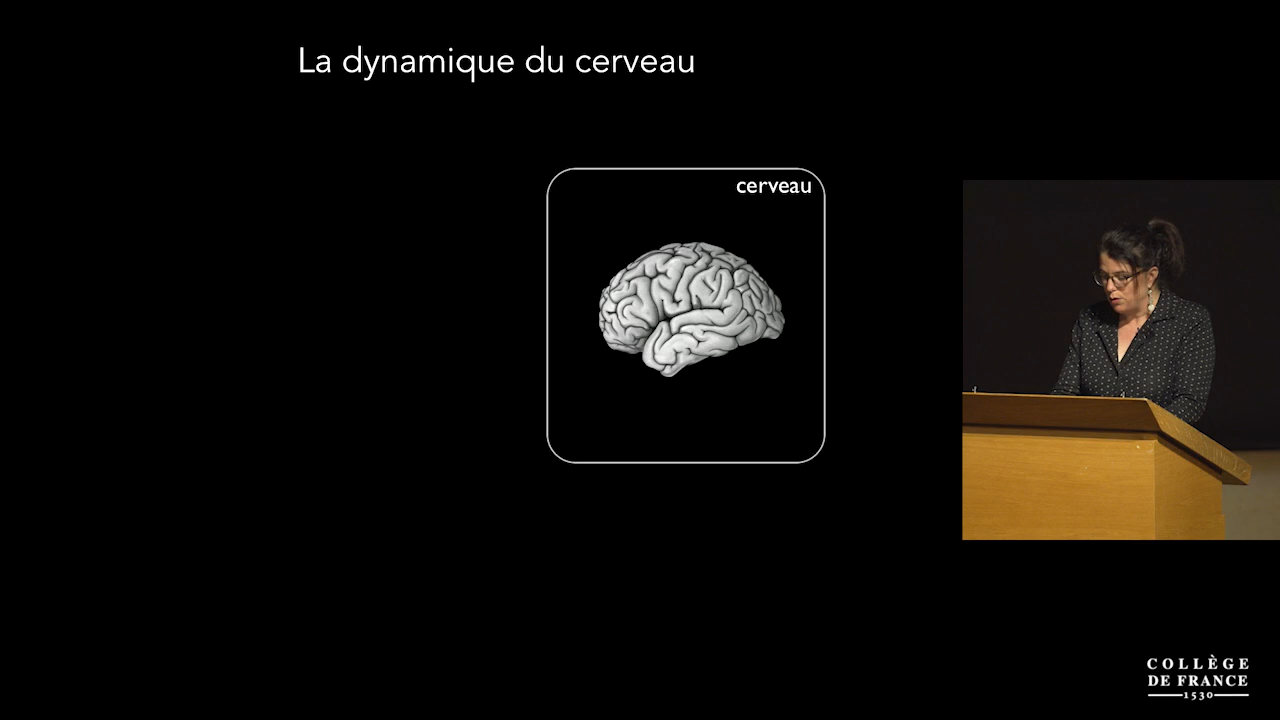 La dynamique du cerveau
cerveau
COLLÈGE
DE FRANCE
1530